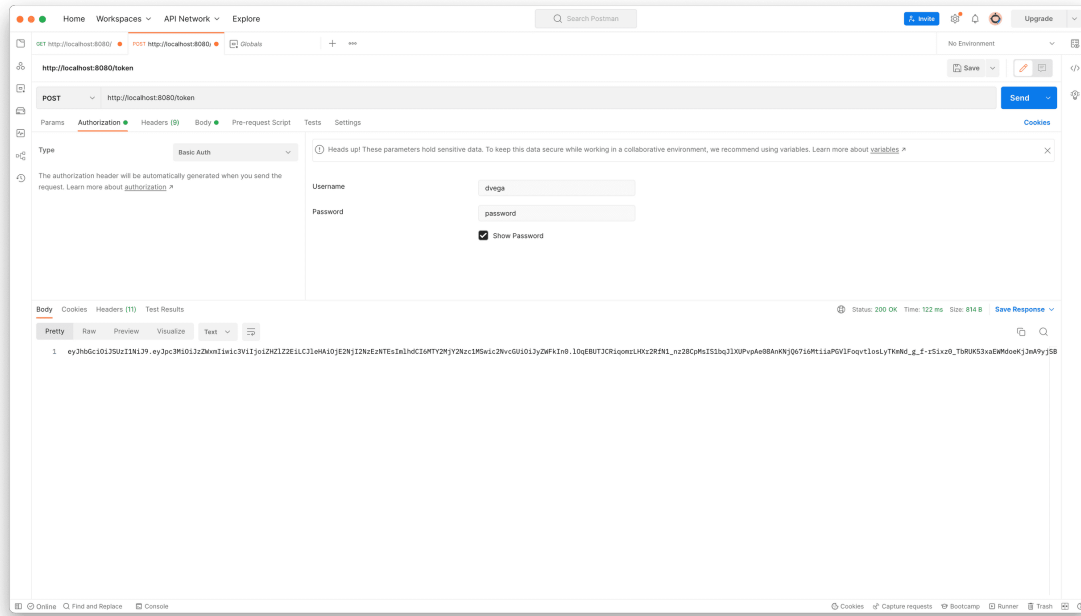 Home Workspaces API Network Explore Search Postman Invite Upgrade
GET http://localhost:8080/ POST http://localhost:8080/ Globals No Environment
http://localhost:8080/token Save
POST http://localhost:8080/token Send
Params Authorization Headers (9) Body Pre-request Script Tests Settings Cookies
Type Basic Auth
Heads up! These parameters hold sensitive data. To keep this data secure while working in a collaborative environment, we recommend using variables. Learn more about variables
The authorization header will be automatically generated when you send the
request. Learn more about authorization
Username dvega
Password password
Show Password
Body Cookies Headers (11) Test Results Status: 200 OK Time: 122 ms Size: 814 B Save Response
Pretty Raw Preview Visualize Text
1
Online Find and Replace Console Cookies Capture requests Bootcamp Runner Trash